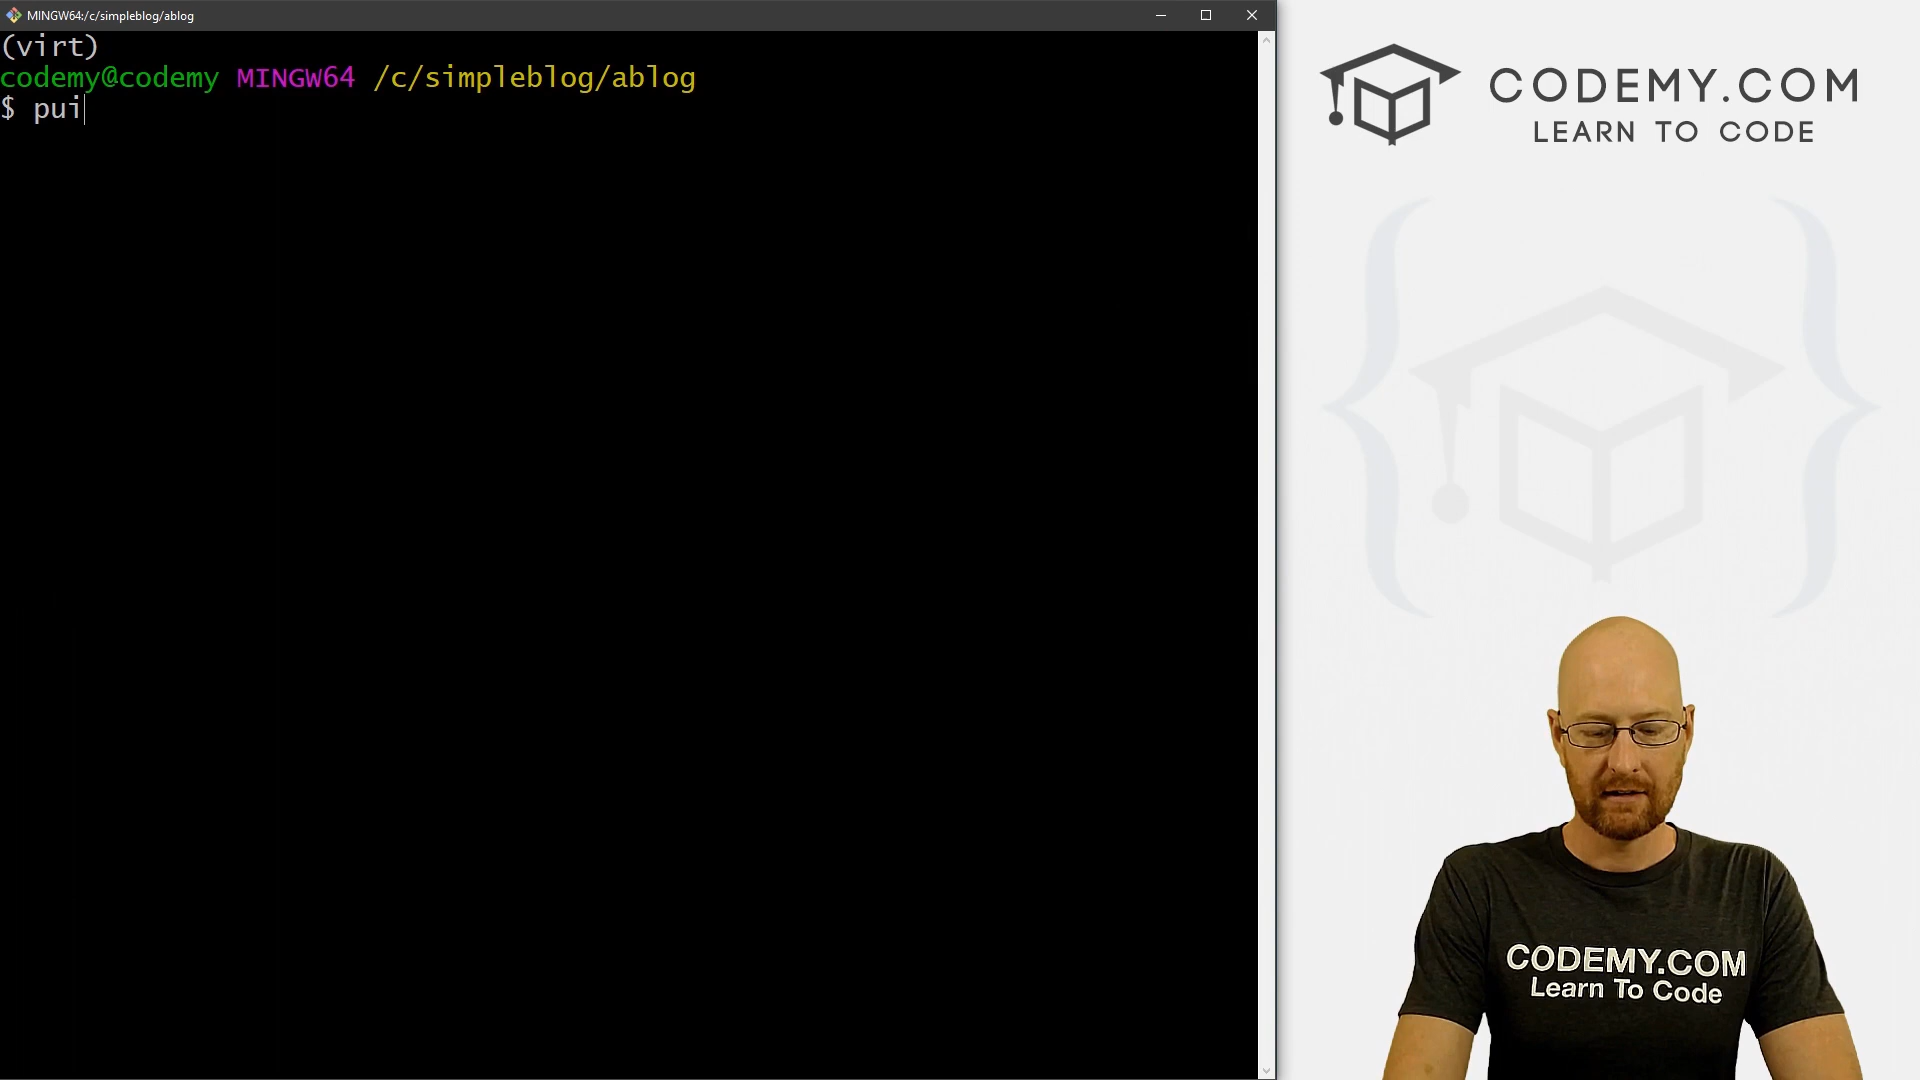 MINGW64:/c/simpleblog/ablog
(virt)
codemy@codemy MINGW64 /c/simpleblog/ablog
$ pui
CODEMY.COM
LEARN TO CODE
CODEMY.COM
Learn To Code